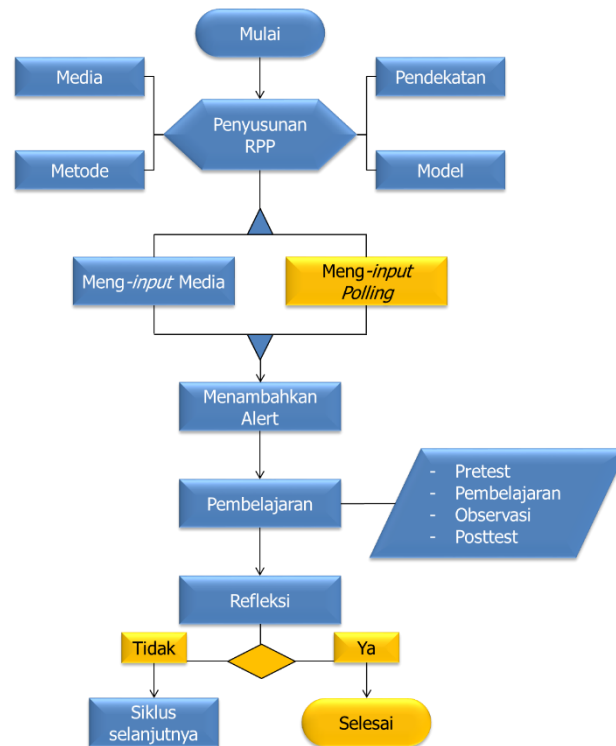 Mulai
Media
Pendekatan
Penyusunan
RPP
Metode
Model
Meng-input Media
Meng-input
Polling
Menambahkan
Alert
Pembelajaran
- Pretest
- Pembelajaran
- Observasi
- Posttest
Refleksi
Tidak
Ya
Siklus
selanjutnya
Selesai